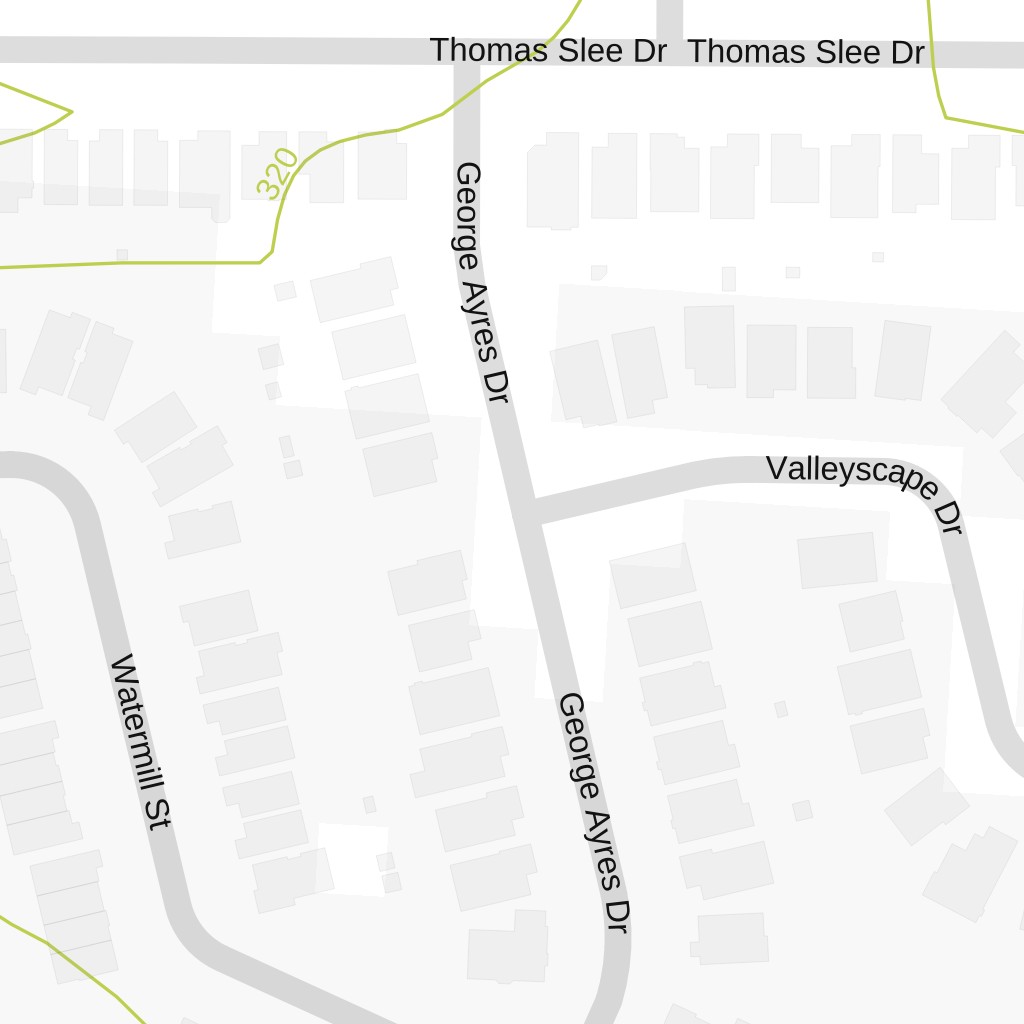 Thomas Slee Dr
Thomas Slee Dr
320
George Ayres Dr
Valleyscape Dr
Watermill St
George Ayres Dr